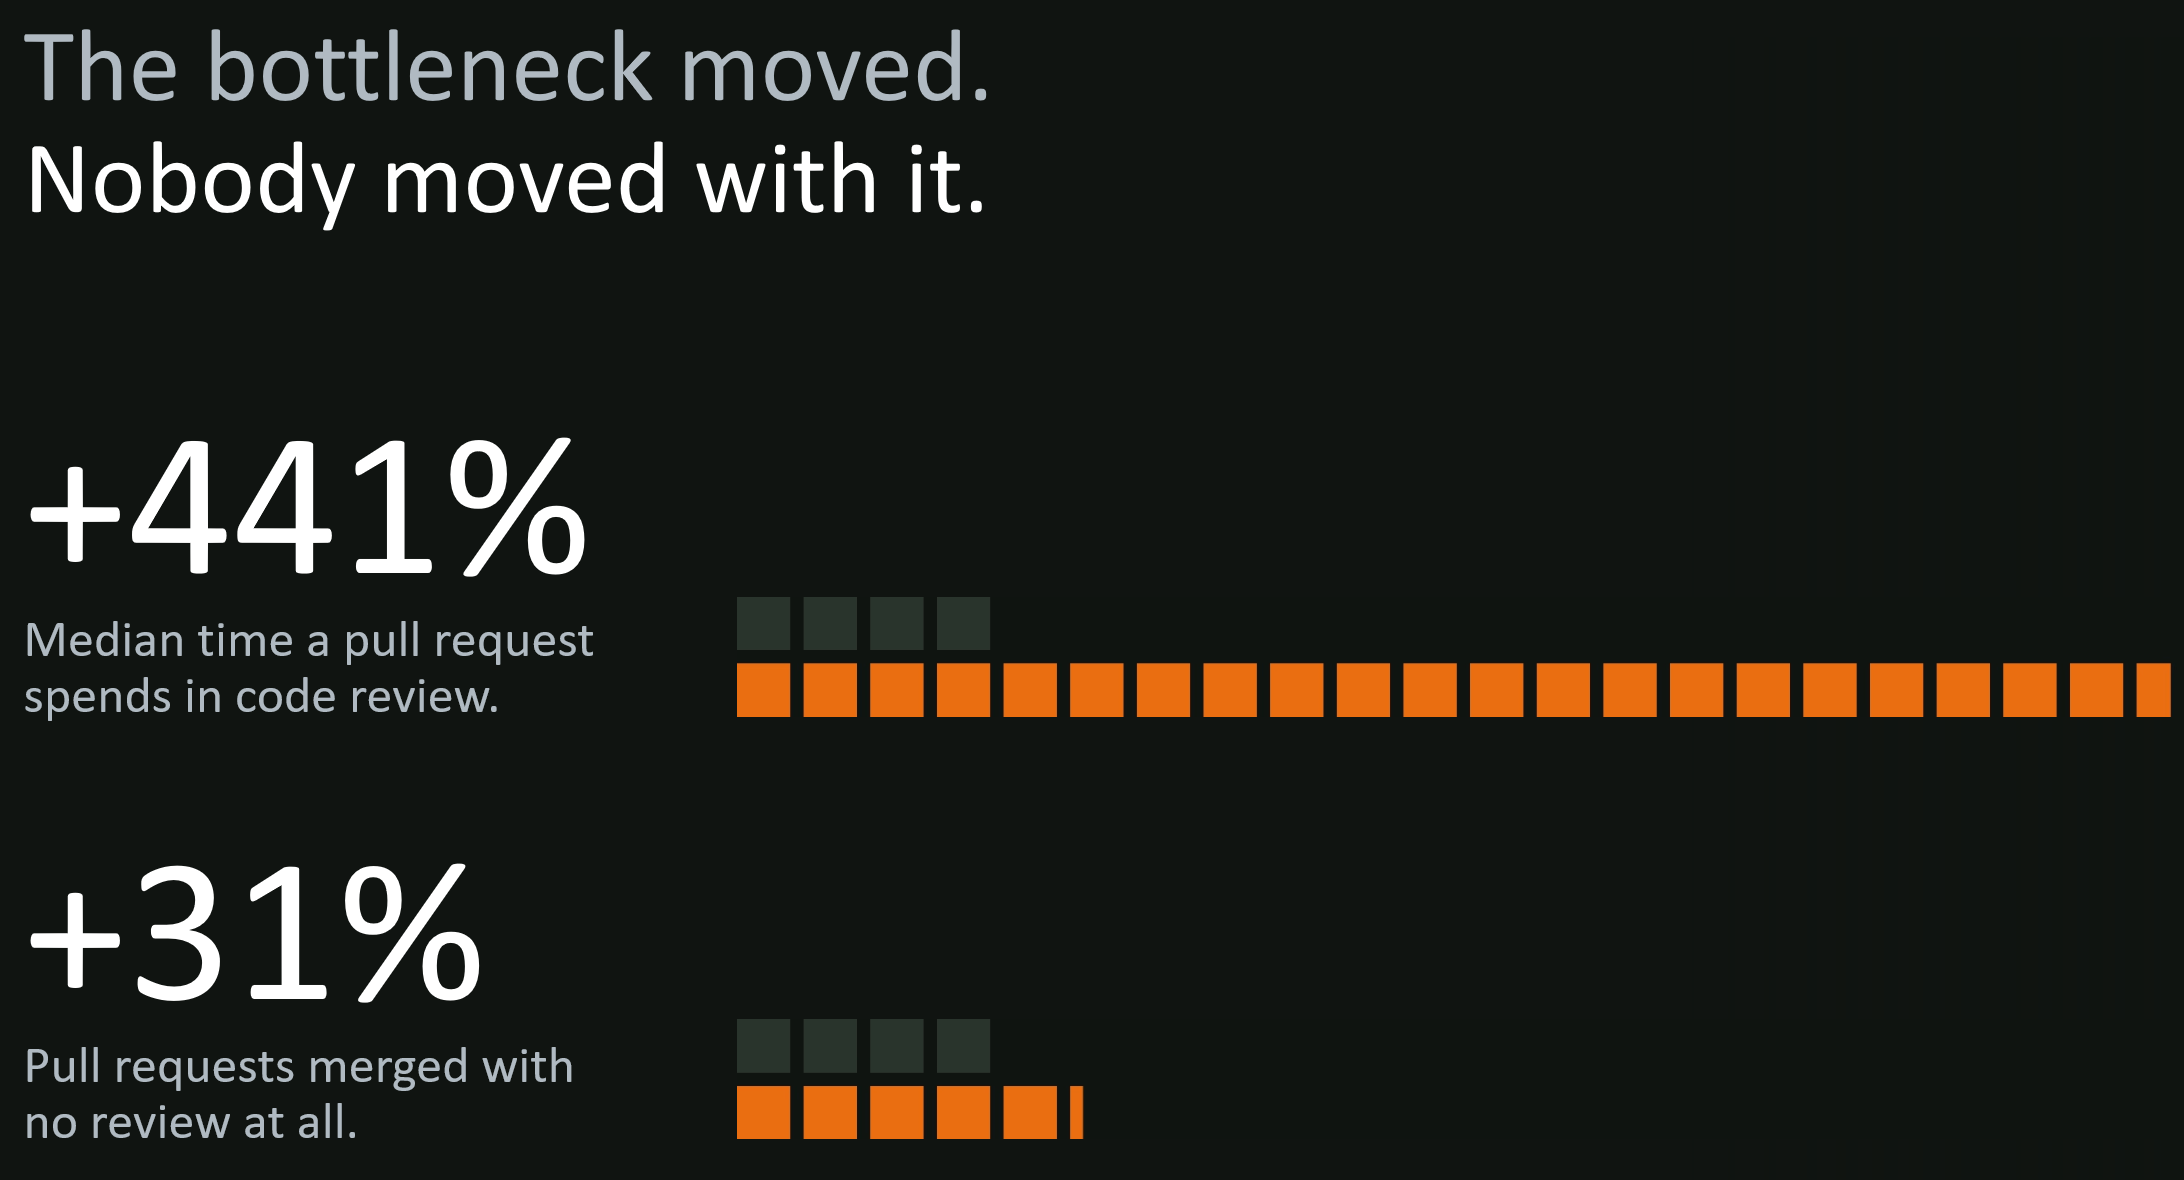 The bottleneck moved.
Nobody moved with it.
+441%
Median time a pull request
spends in code review.
+31%
Pull requests merged with
no review at all.